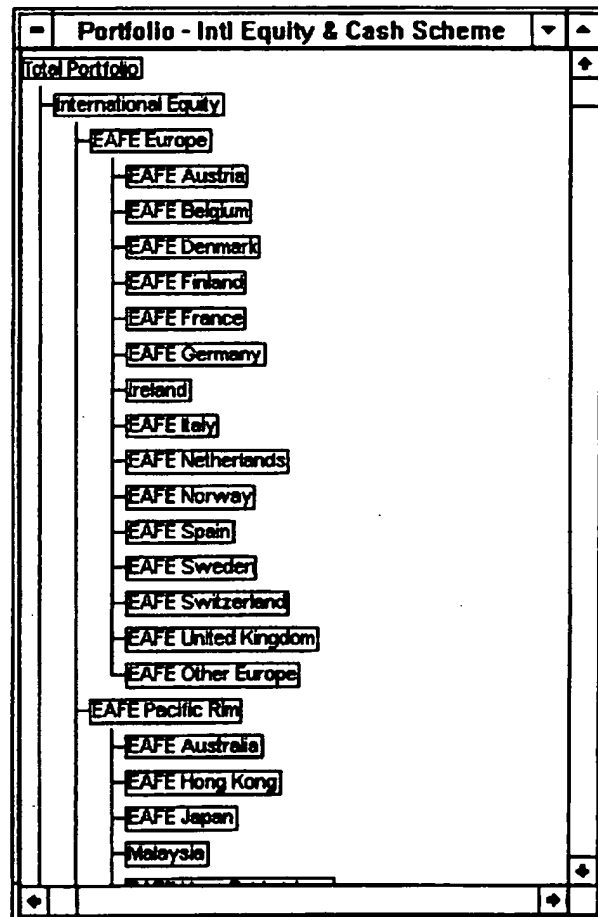 Portfolio - Intl Equity & Cash Scheme
Total Portfolio
International Equity
EAFE Europe
EAFE Austria
EAFE Belgium
EAFE Denmark
EAFE Finland
EAFE France
EAFE Germany
Ireland
EAFE Italy
EAFE Netherlands
EAFE Norway
EAFE Spain
EAFE Sweden
EAFE Switzerland
EAFE United Kingdom
EAFE Other Europe
EAFE Pacific Rim
EAFE Australia
EAFE Hong Kong
EAFE Japan
Malaysia